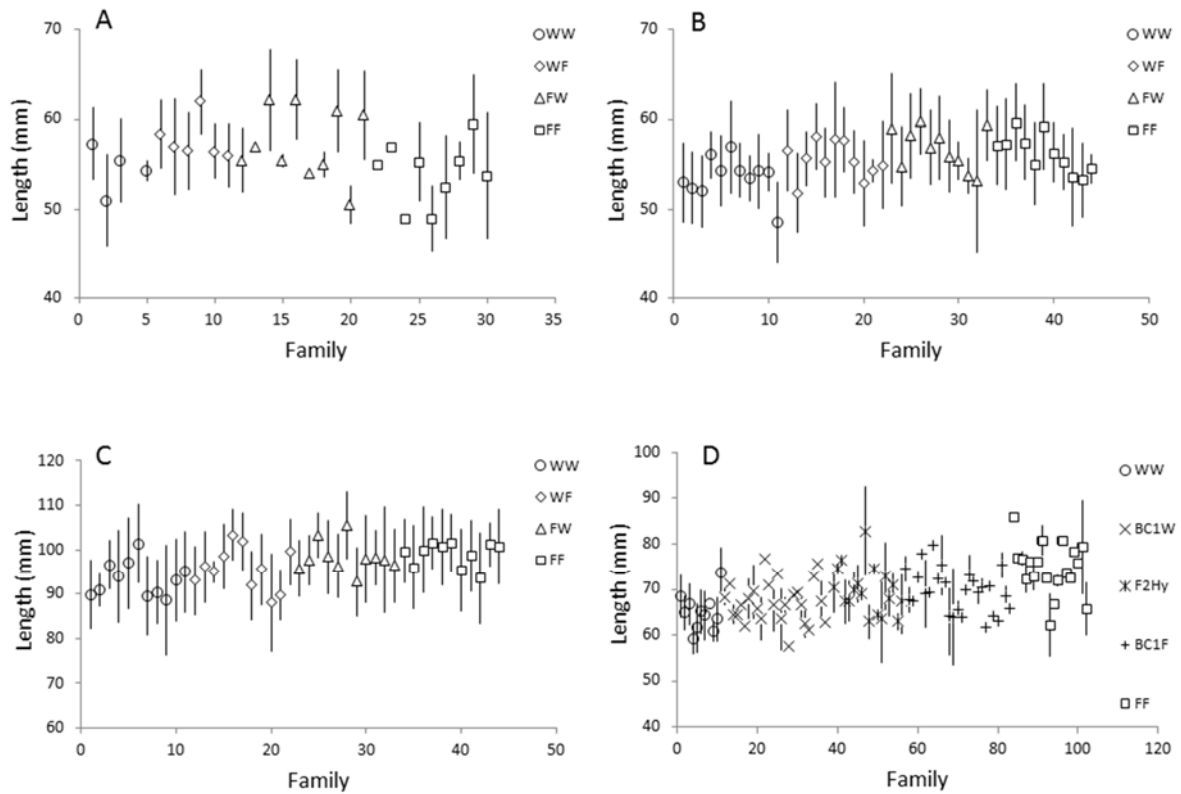 A
70
60
50
40
Length (mm)
0 5 10 15 20 25 30 35
Family
WW
WF
FW
FF
B
70
60
50
40
Length (mm)
0 10 20 30 40 50
Family
WW
WF
FW
FF
C
120
110
100
90
80
70
60
Length (mm)
0 10 20 30 40 50
Family
WW
WF
FW
FF
D
100
90
80
70
60
50
40
Length (mm)
0 20 40 60 80 100 120
Family
WW
BC1W
F2Hy
BC1F
FF